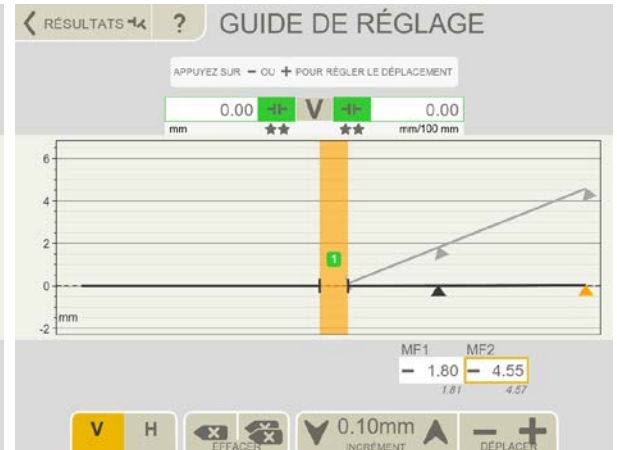 RÉSULTATS ? GUIDE DE RÉGLAGE
APPUYEZ SUR − OU + POUR RÉGLER LE DÉPLACEMENT
0.00 V 0.00
mm mm/100 mm
6
4
2
1
0
mm
-2
MF1 MF2
− 1.80 − 4.55
1.81 4.57
V H 0.10mm − +
EFFACER INCRÉMENT DÉPLACER